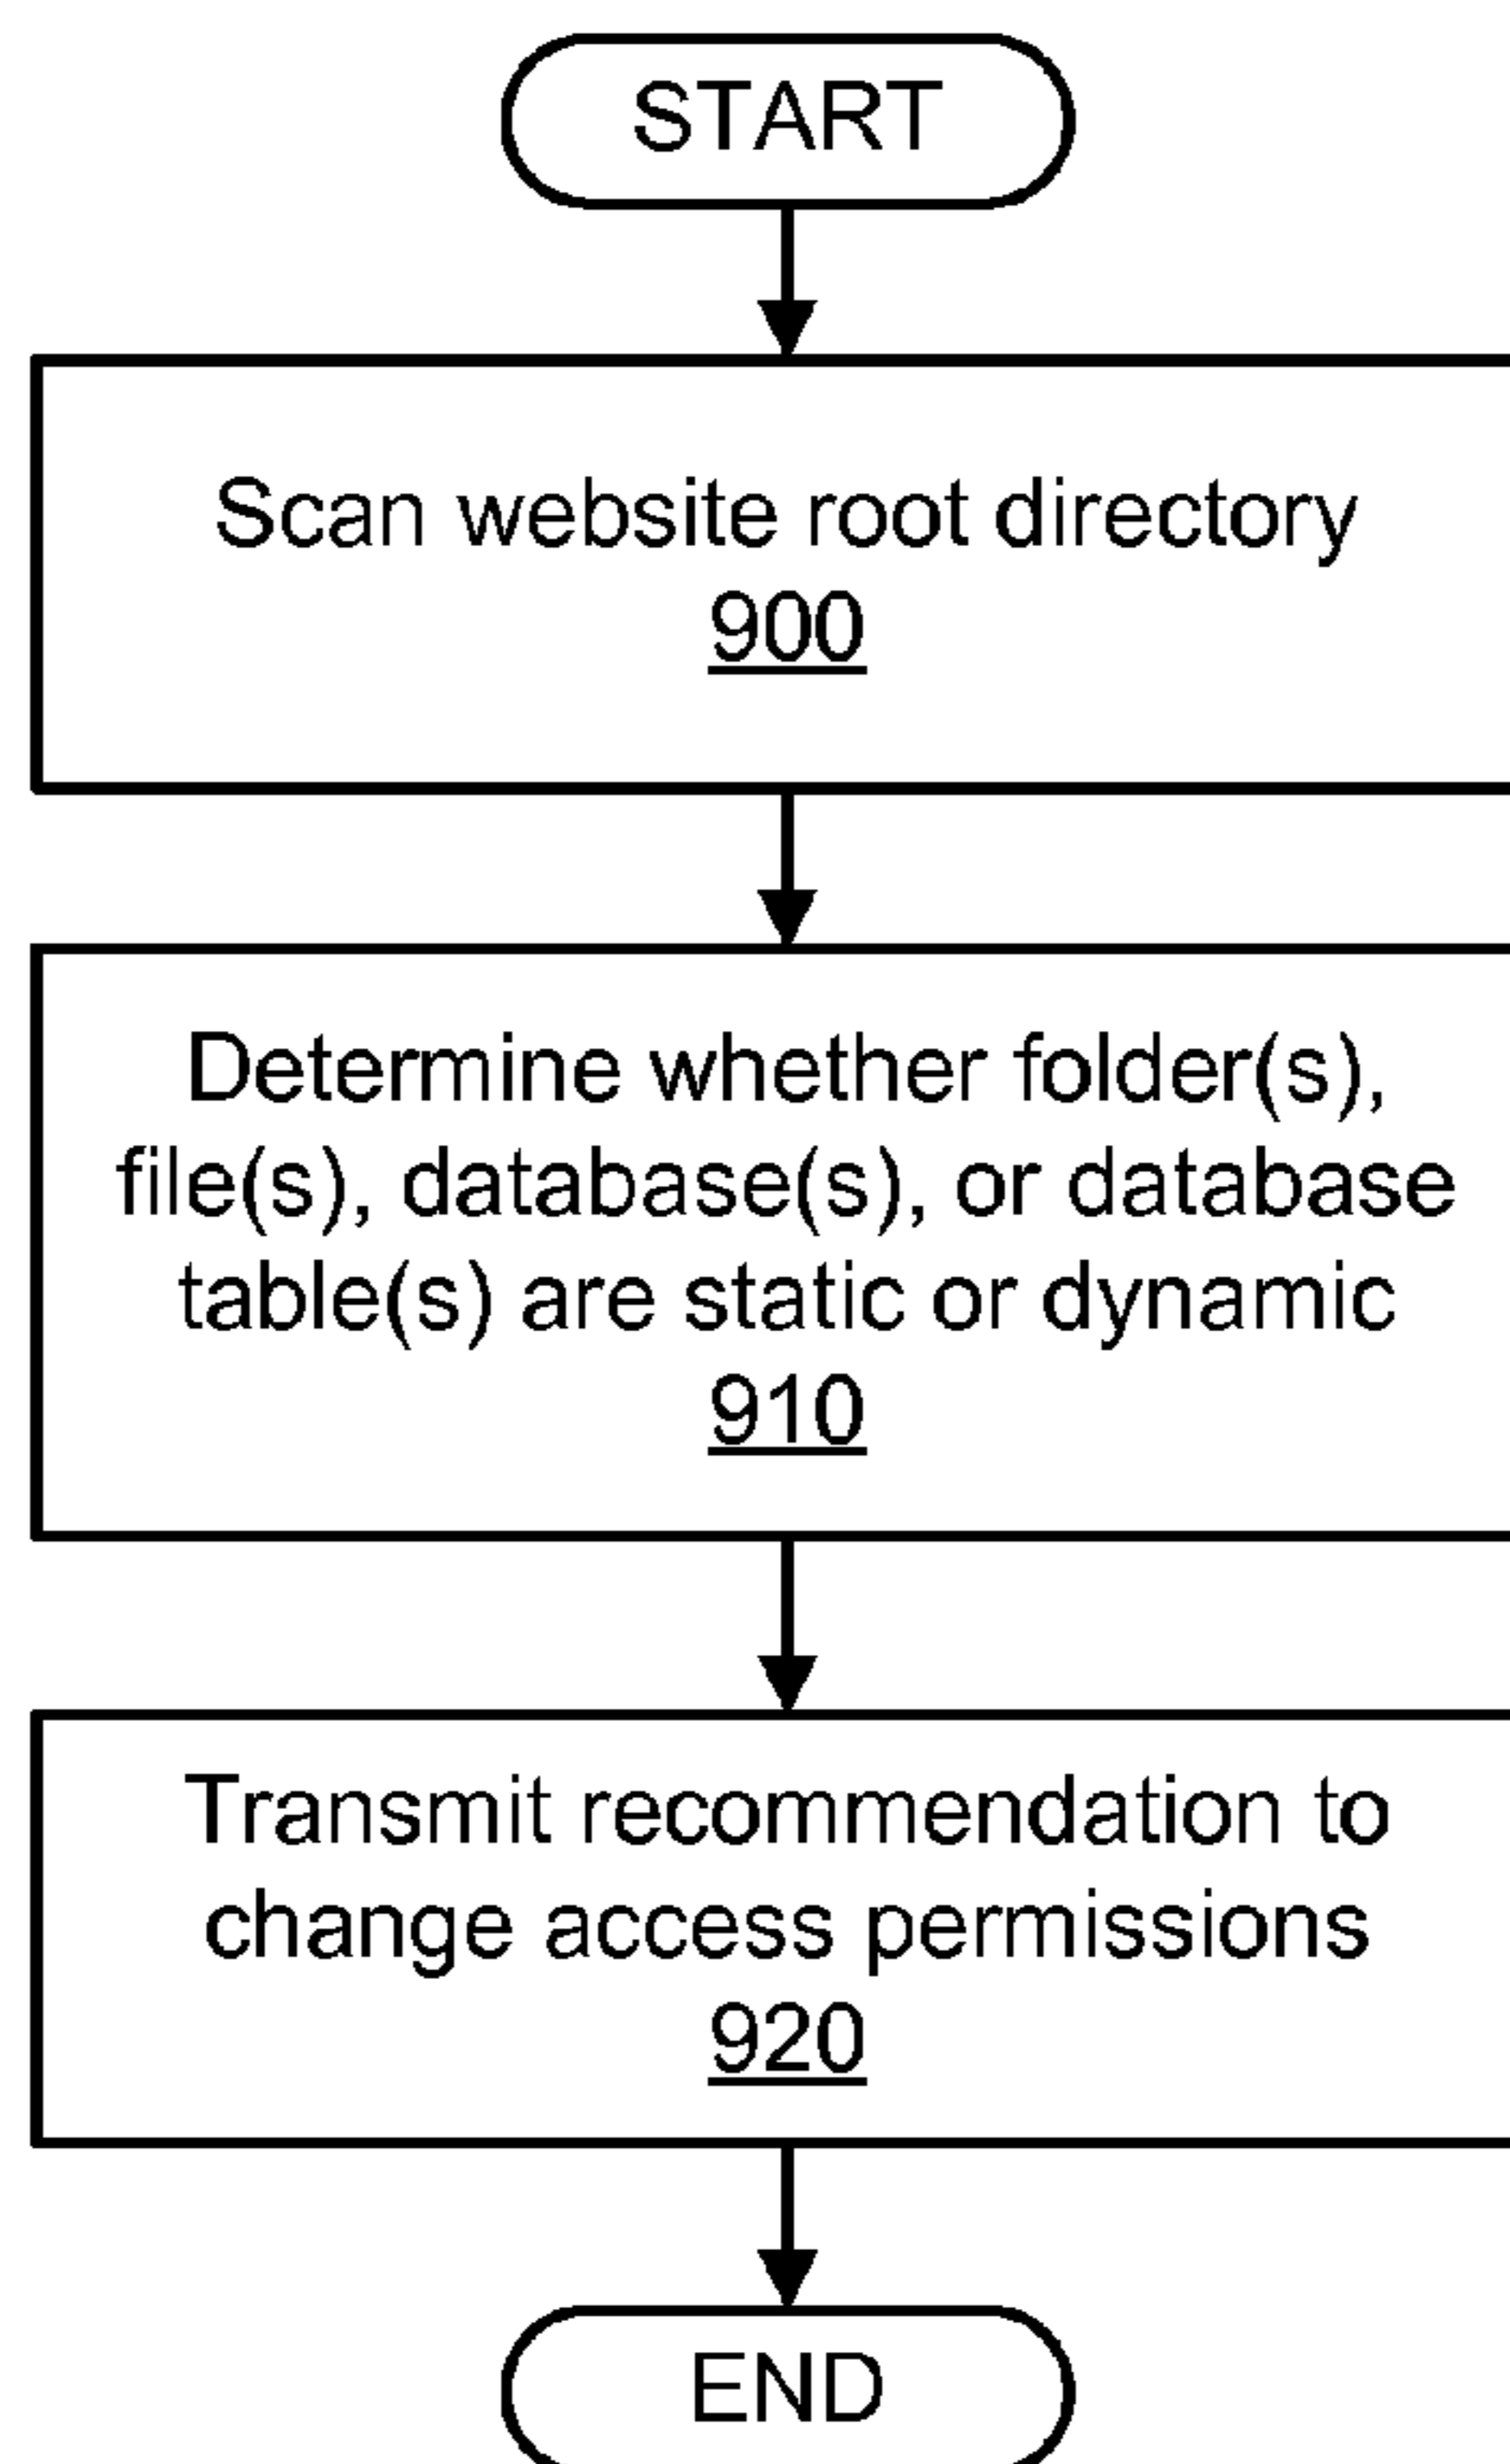 START
Scan website root directory
900
Determine whether folder(s),
file(s), database(s), or database
table(s) are static or dynamic
910
Transmit recommendation to
change access permissions
920
END